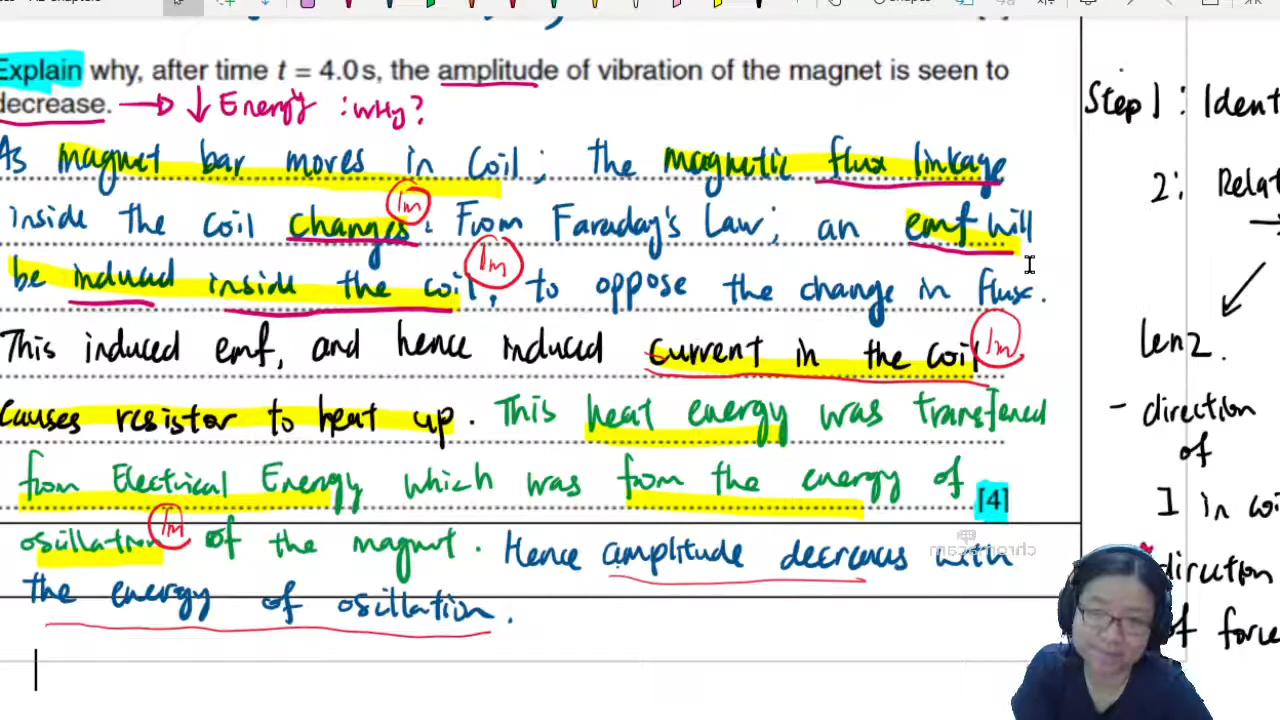 Explain why, after time t = 4.0 s, the amplitude of vibration of the magnet is seen to
decrease. → ↓ Energy : why?
As magnet bar moves in coil; the magnetic flux linkage
inside the coil changes. From Faraday's Law; an emf will
be induced inside the coil, to oppose the change in flux.
This induced emf, and hence induced current in the coil
causes resistor to heat up. This heat energy was transferred
from Electrical Energy which was from the energy of
oscillation of the magnet. Hence amplitude decreases with
the energy of oscillation.
1m
1m
1m
1m
[4]
chromacam
Step 1: Ident
2: Relat
→
Len2.
- direction
of
I in coi
direction
of force